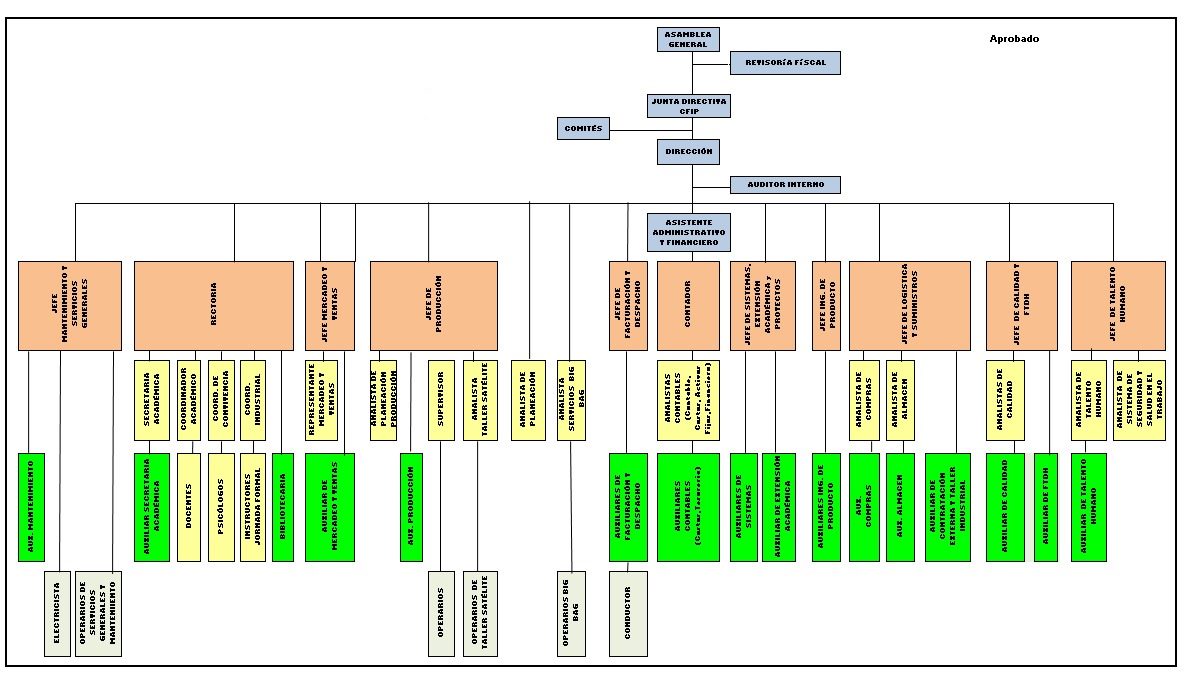 ASAMBLEA
GENERAL
Aprobado
REVISORÍA FÍSCAL
JUNTA DIRECTIVA
CFIP
COMITÉS
DIRECCIÓN
AUDITOR INTERNO
ASISTENTE
ADMINISTRATIVO
Y FINANCIERO
JEFE
MANTENIMIENTO Y
SERVICIOS
GENERALES
RECTORIA
JEFE MERCADEO Y
VENTAS
JEFE DE
PRODUCCIÓN
JEFE DE
FACTURACIÓN Y
DESPACHO
CONTADOR
JEFE DE SISTEMAS,
EXTENSIÓN
ACADÉMICA y
PROYECTOS
JEFE ING. DE
PRODUCTO
JEFE DE LOGISTICA
Y SUMINISTROS
JEFE DE CALIDAD Y
FTDH
JEFE DE TALENTO
HUMANO
SECRETARIA
ACADÉMICA
COORDINADOR
ACADÉMICO
COORD. DE
CONVIVENCIA
COORD.
INDUSTRIAL
REPRESENTANTE
MERCADEO Y
VENTAS
ANALISTA DE
PLANEACIÓN
PRODUCCIÓN
SUPERVISOR
ANALISTA
TALLER SATÉLITE
ANALISTA DE
PLANEACIÓN
ANALISTA
SERVICIOS BIG
BAG
ANALISTAS
CONTABLES
(Contable,
Carter, Activar
Fijar, Financiera)
ANALISTA DE
COMPRAS
ANALISTA DE
ALMACEN
ANALISTAS DE
CALIDAD
ANALISTA DE
TALENTO
HUMANO
ANALISTA DE
SISTEMA DE
SEGURIDAD Y
SALUD EN EL
TRABAJO
AUX. MANTENIMIENTO
AUXILIAR SECRETARIA
ACADÉMICA
DOCENTES
PSICÓLOGOS
INSTRUCTORES
JORNADA FORMAL
BIBLIOTECARIA
AUXILIAR DE
MERCADEO Y VENTAS
AUX. PRODUCCIÓN
AUXILIARES DE
FACTURACIÓN Y
DESPACHO
AUXILIARES
CONTABLES
AUXILIARES DE
SISTEMAS
AUXILIAR DE EXTENSIÓN
ACADÉMICA
AUXILIARES ING. DE
PRODUCTO
AUX.
COMPRAS
AUX. ALMACEN
AUXILIAR DE
CONTRATACIÓN
EXTERNA Y TALLER
INDUSTRIAL
AUXILIAR DE CALIDAD
AUXILIAR DE FTDH
AUXILIAR DE TALENTO
HUMANO
ELECTRICISTA
OPERARIOS DE
SERVICIOS
GENERALES Y
MANTENIIENTO
OPERARIOS
OPERARIOS DE
TALLER SATÉLITE
OPERARIOS BIG
BAG
CONDUCTOR